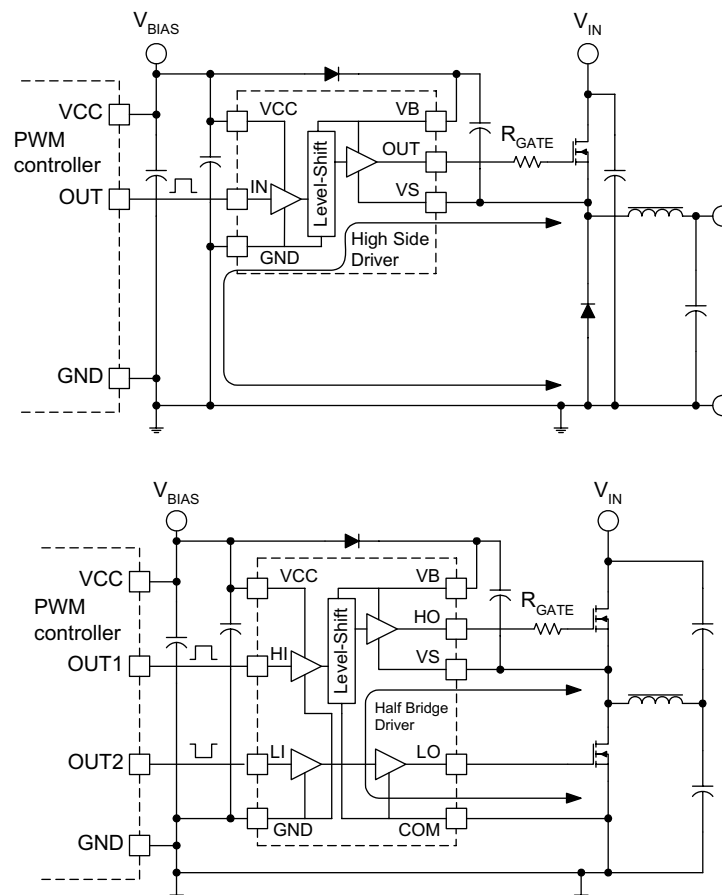 V_BIAS
V_IN
VCC
VCC
VB
PWM
controller
OUT
R_GATE
OUT
IN
Level-Shift
VS
GND
High Side
Driver
GND
V_BIAS
V_IN
VCC
VCC
VB
PWM
controller
HO
R_GATE
OUT1
HI
Level-Shift
VS
Half Bridge
Driver
OUT2
LI
LO
GND
COM
GND